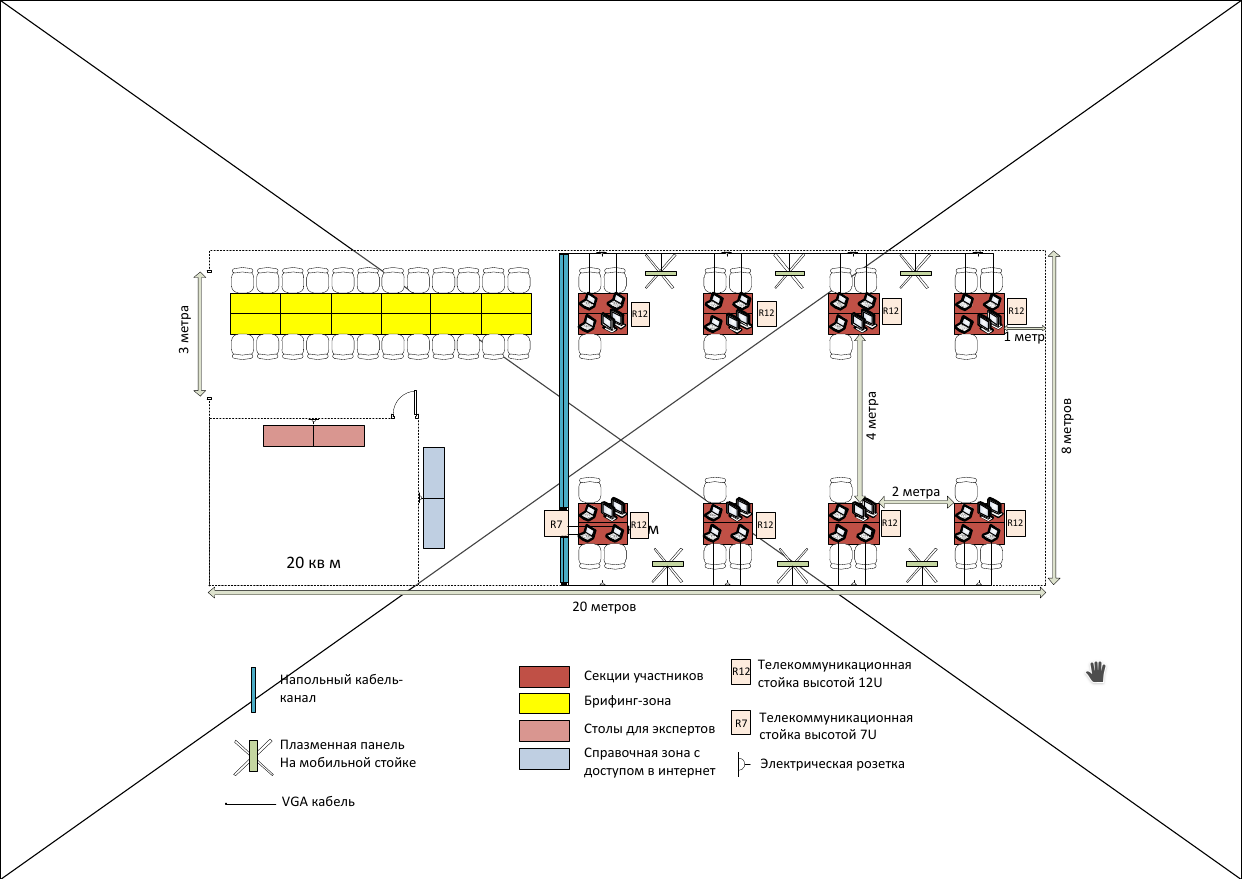 R12
R12
R12
R12
3 метра
1 метр
4 метра
8 метров
2 метра
R7
R12
м
R12
R12
R12
20 кв м
20 метров
Напольный кабель-
канал
Плазменная панель
На мобильной стойке
VGA кабель
Секции участников
Брифинг-зона
Столы для экспертов
Справочная зона с
доступом в интернет
R12
Телекоммуникационная
стойка высотой 12U
R7
Телекоммуникационная
стойка высотой 7U
Электрическая розетка